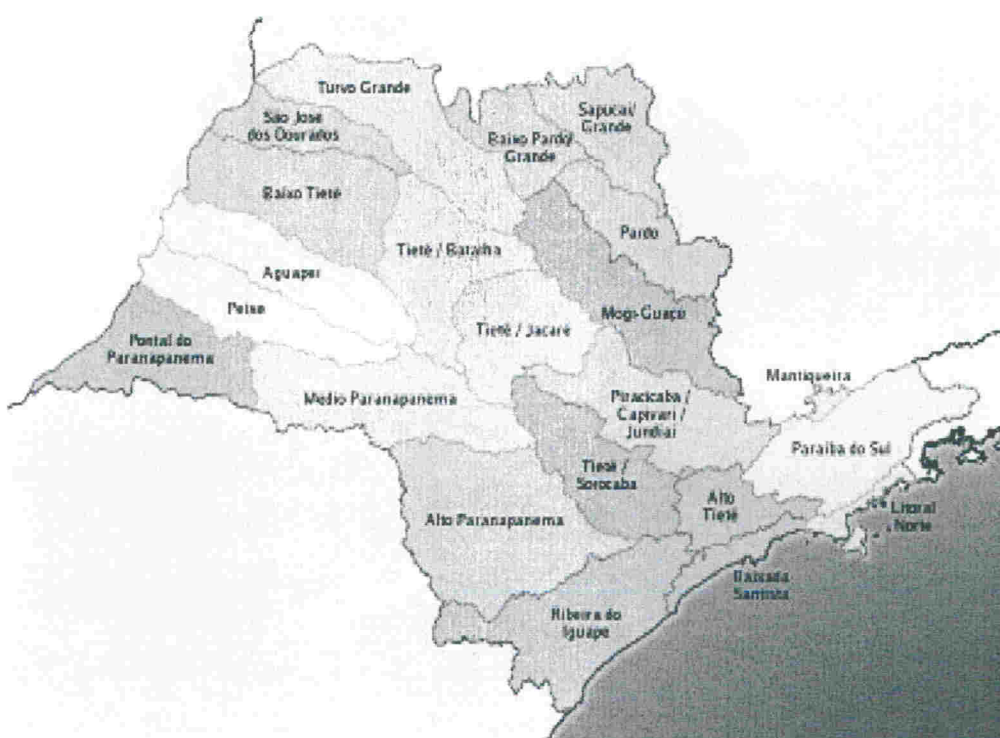 Turvo Grande
São José
dos Dourados
Baixo Pardo/
Grande
Sapucaí/
Grande
Baixo Tietê
Pardo
Tietê / Batalha
Aguapeí
Peixe
Mogi-Guaçu
Tietê / Jacaré
Pontal do
Paranapanema
Mantiqueira
Médio Paranapanema
Piracicaba /
Capivari /
Jundiaí
Paraíba do Sul
Tietê /
Sorocaba
Alto
Tietê
Litoral
Norte
Alto Paranapanema
Baixada
Santista
Ribeira do
Iguape